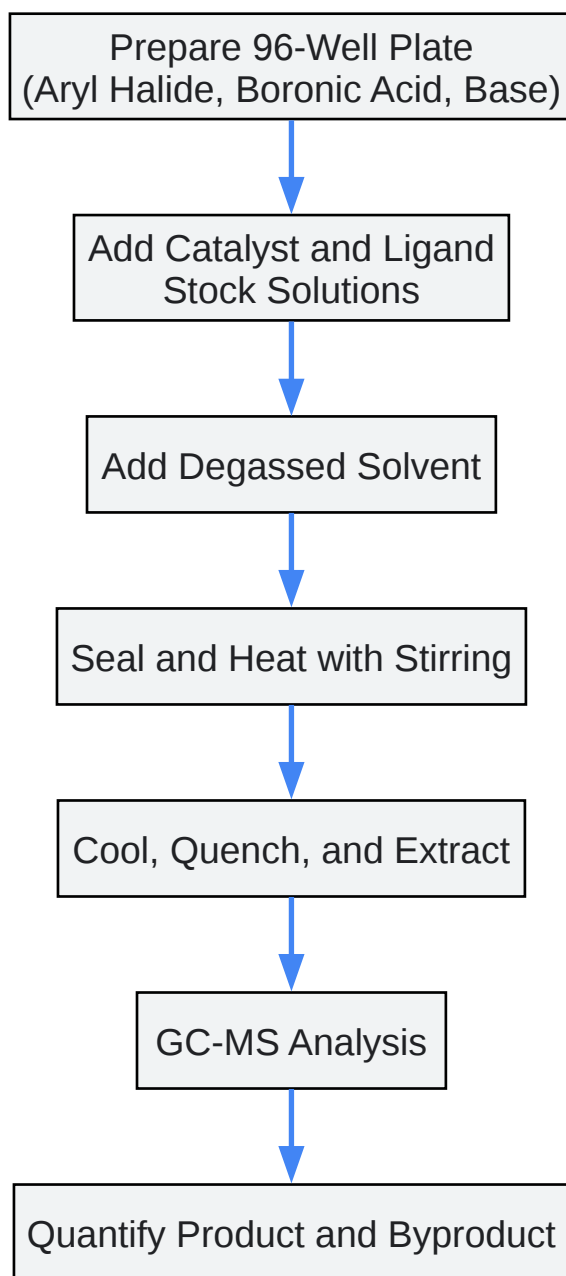 Prepare 96-Well Plate
(Aryl Halide, Boronic Acid, Base)
Add Catalyst and Ligand
Stock Solutions
Add Degassed Solvent
Seal and Heat with Stirring
Cool, Quench, and Extract
GC-MS Analysis
Quantify Product and Byproduct